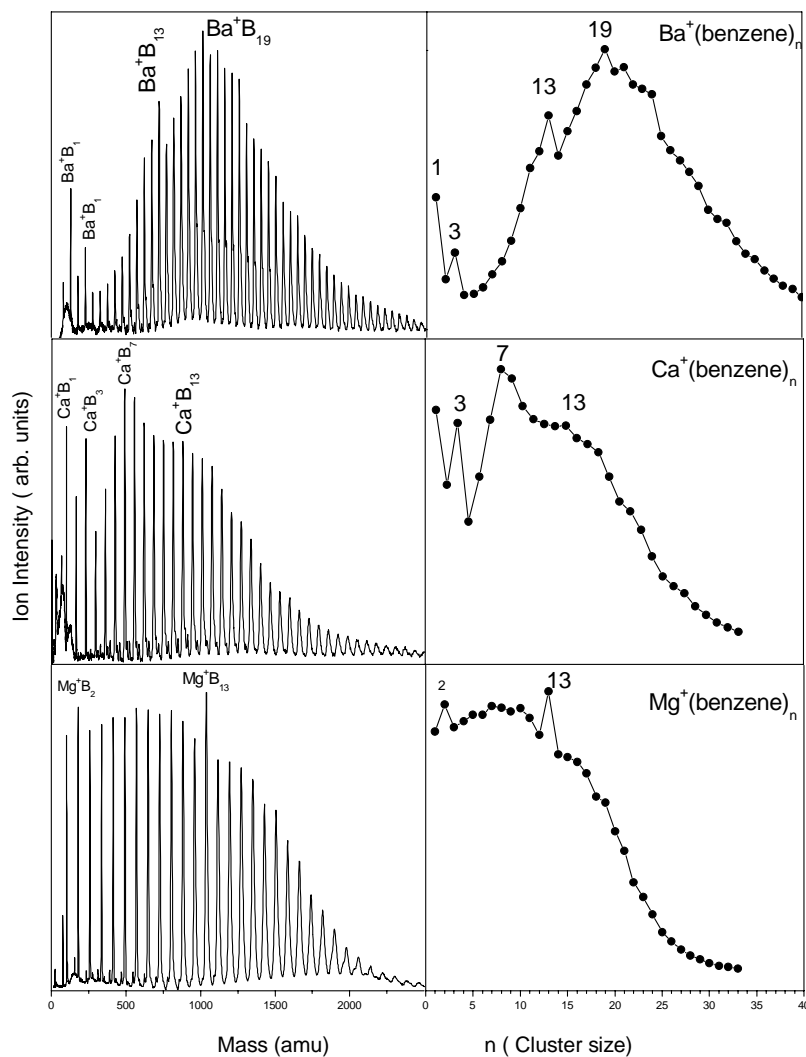 Ba⁺B₁₉
Ba⁺B₁₃
Ba⁺B₁
Ba⁺B₁
19
Ba⁺(benzene)ₙ
13
1
3
Ca⁺B₁
Ca⁺B₃
Ca⁺B₇
Ca⁺B₁₃
7
Ca⁺(benzene)ₙ
3
13
Mg⁺B₂
Mg⁺B₁₃
2
13
Mg⁺(benzene)ₙ
Ion Intensity ( arb. units)
0 500 1000 1500 2000
0 5 10 15 20 25 30 35 40
Mass (amu)
n ( Cluster size)